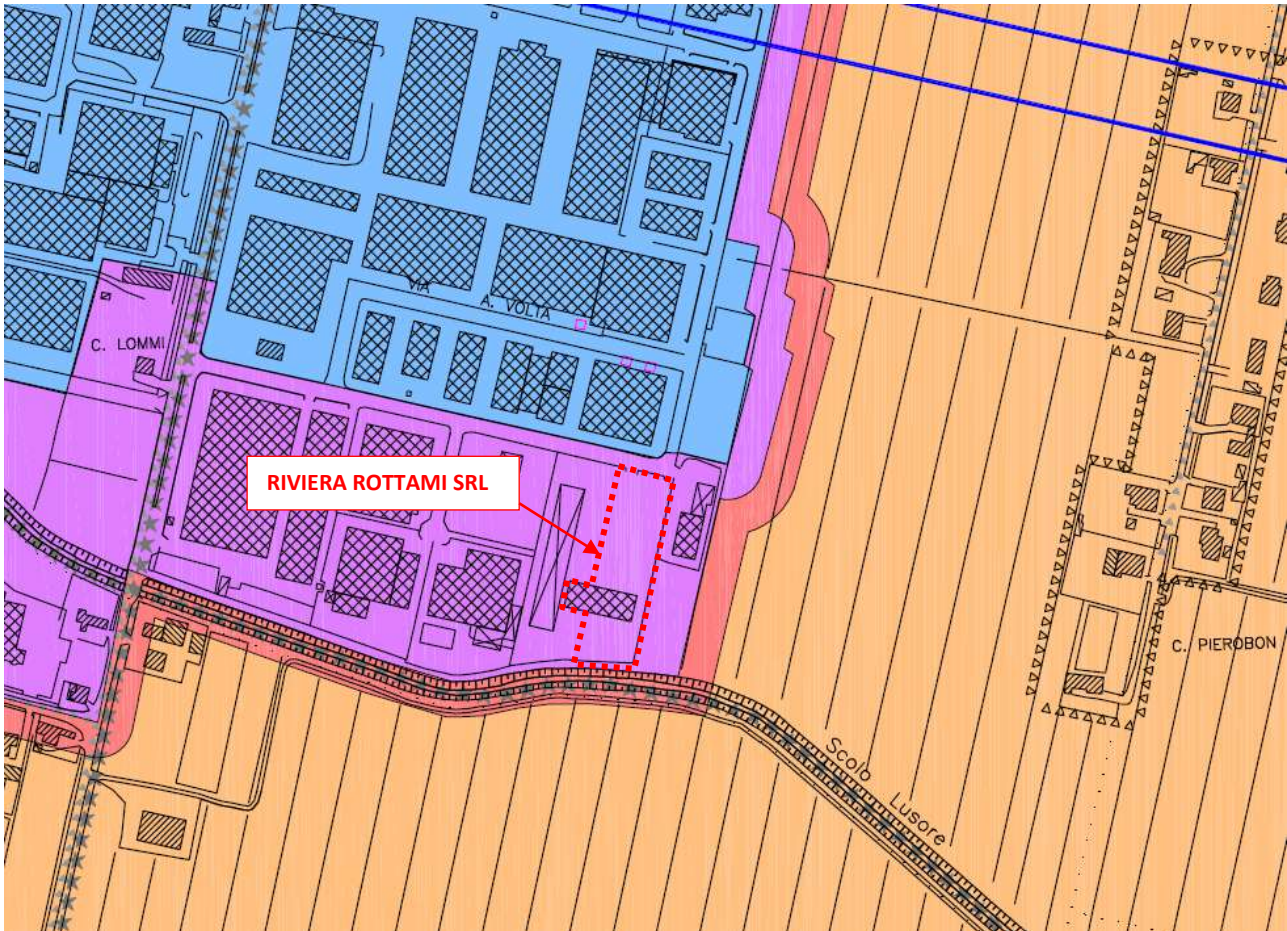 VIA
A. VOLTA
C. LOMMI
RIVIERA ROTTAMI SRL
C. PIEROBON
Scolo
Lusore